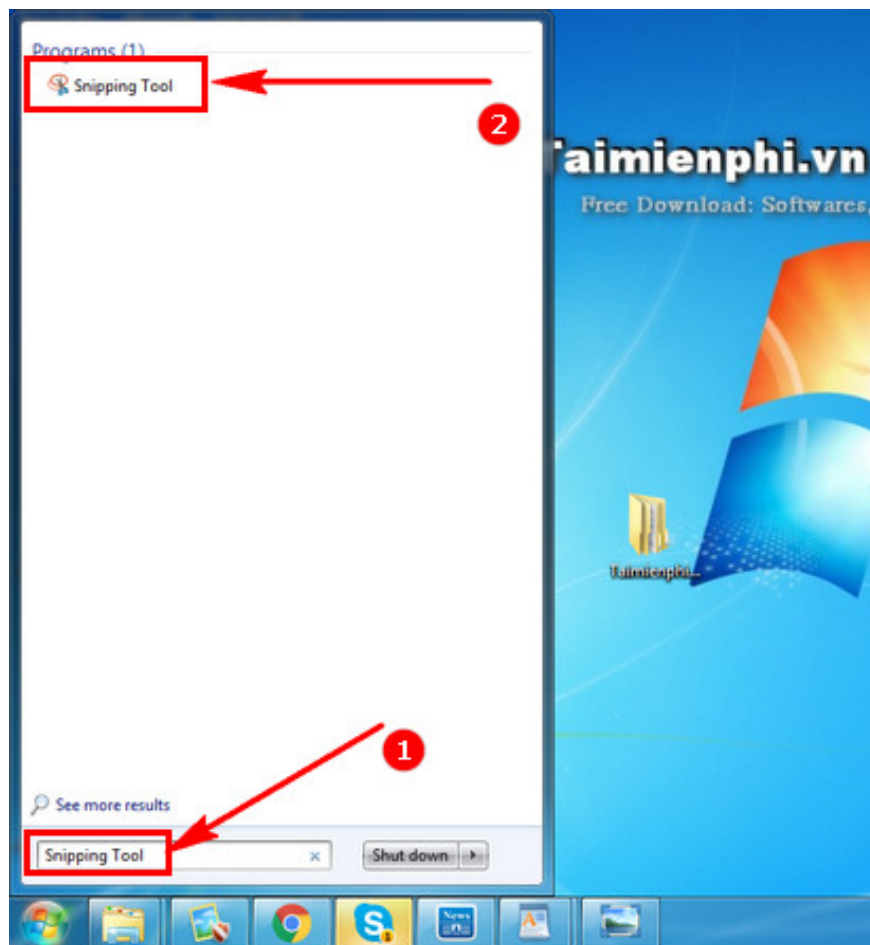 Programs (1)
Snipping Tool
2
Taimienphi.vn
Free Download: Softwares,
Taimienphi...
1
See more results
Snipping Tool
Shut down
S
News
A